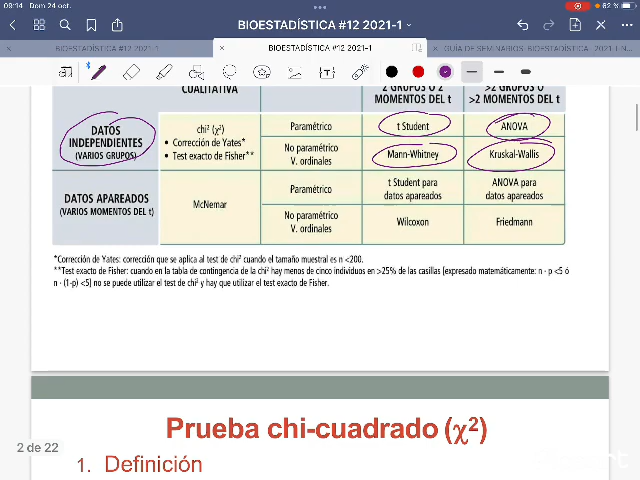 09:14 Dom 24 oct.
62 %
BIOESTADÍSTICA #12 2021-1
BIOESTADÍSTICA #12 2021-1
BIOESTADÍSTICA #12 2021-1
GUÍA DE SEMINARIOS- BIOESTADÍSTICA -2021-I-N
CUALITATIVA
2 GRUPOS O 2
MOMENTOS DEL t
>2 GRUPOS O
>2 MOMENTOS DEL t
DATOS
INDEPENDIENTES
(VARIOS GRUPOS)
chi² (χ²)
• Corrección de Yates*
• Test exacto de Fisher**
Paramétrico
t Student
ANOVA
No paramétrico
V. ordinales
Mann-Whitney
Kruskal-Wallis
DATOS APAREADOS
(VARIOS MOMENTOS DEL t)
McNemar
Paramétrico
t Student para
datos apareados
ANOVA para
datos apareados
No paramétrico
V. ordinales
Wilcoxon
Friedmann
*Corrección de Yates: corrección que se aplica al test de chi² cuando el tamaño muestral es n <200.
**Test exacto de Fisher: cuando en la tabla de contingencia de la chi² hay menos de cinco individuos en >25% de las casillas [expresado matemáticamente: n · p <5 ó
n · (1-p) <5] no se puede utilizar el test de chi² y hay que utilizar el test exacto de Fisher.
Prueba chi-cuadrado (χ²)
2 de 22
1. Definición